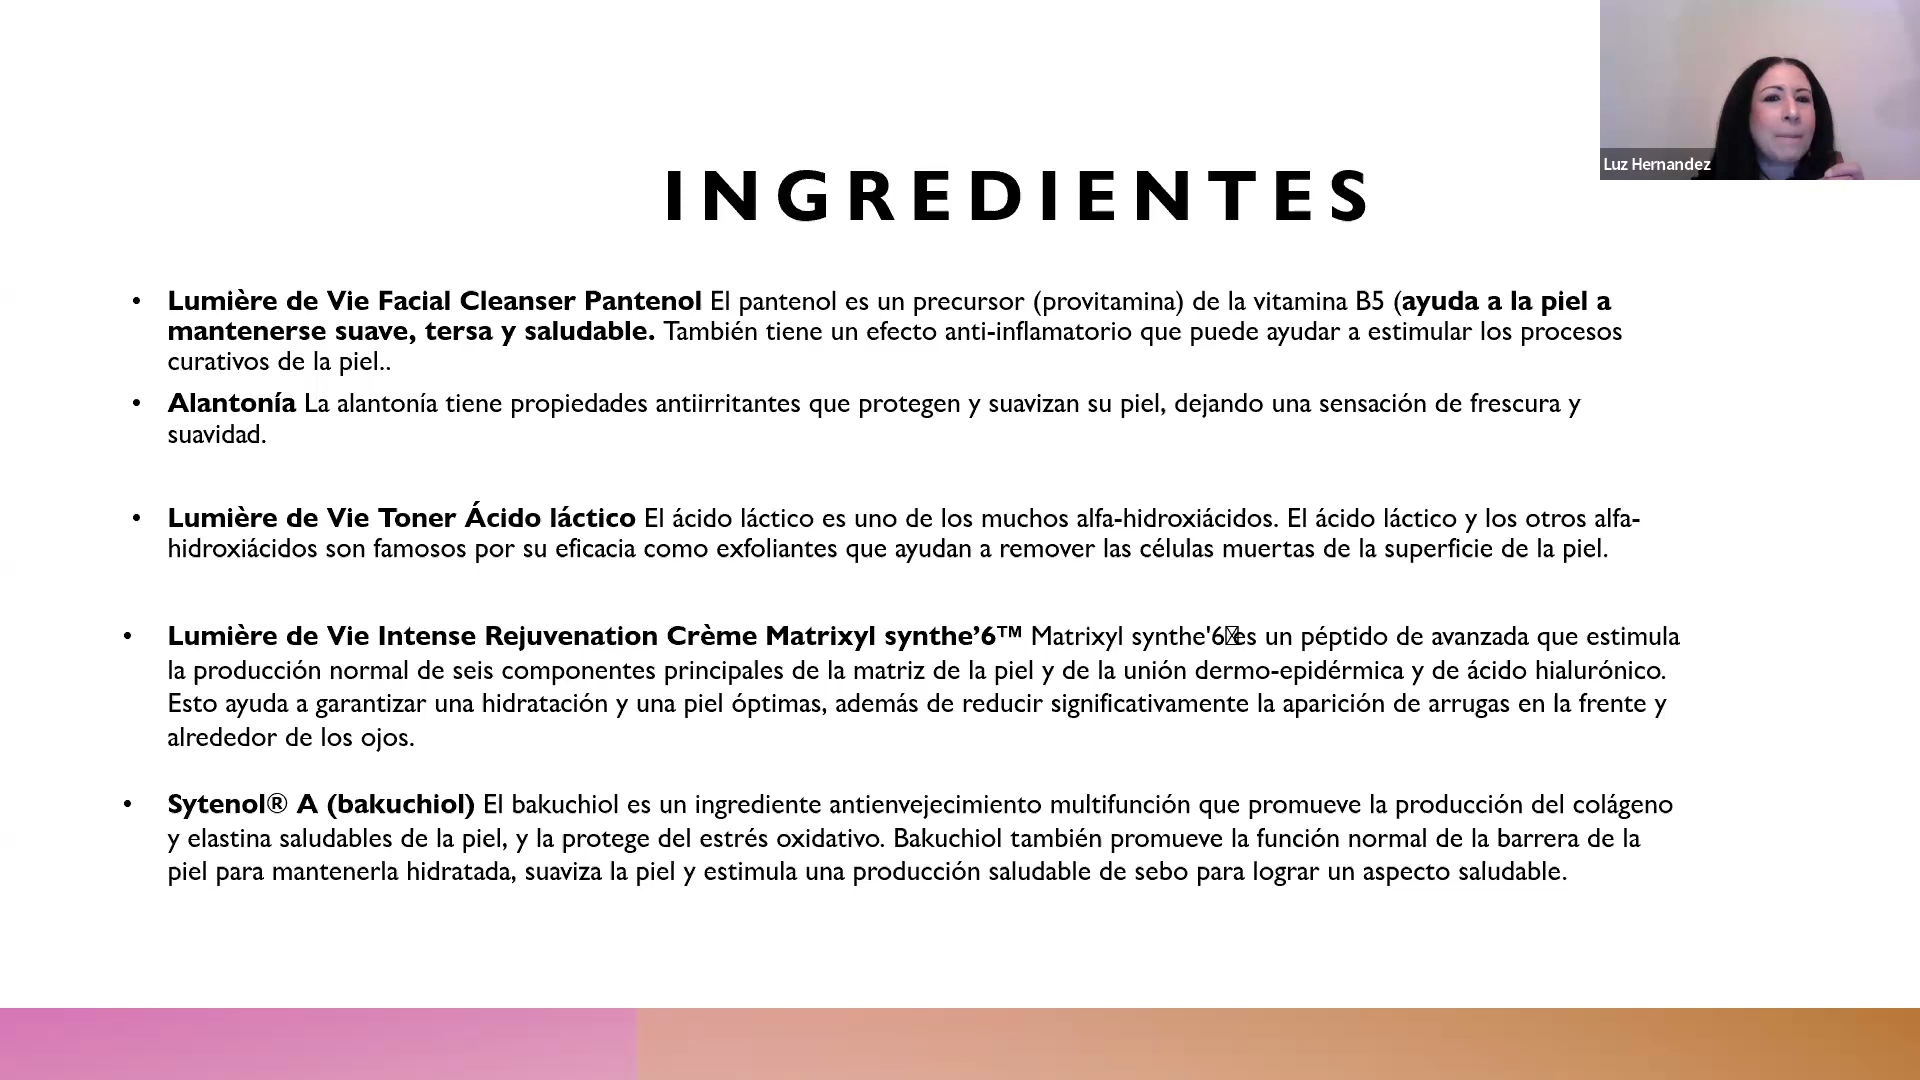 Luz Hernandez
INGREDIENTES
• Lumière de Vie Facial Cleanser Pantenol El pantenol es un precursor (provitamina) de la vitamina B5 (ayuda a la piel a
mantenerse suave, tersa y saludable. También tiene un efecto anti-inflamatorio que puede ayudar a estimular los procesos
curativos de la piel..
• Alantonía La alantonía tiene propiedades antiirritantes que protegen y suavizan su piel, dejando una sensación de frescura y
suavidad.
• Lumière de Vie Toner Ácido láctico El ácido láctico es uno de los muchos alfa-hidroxiácidos. El ácido láctico y los otros alfa-
hidroxiácidos son famosos por su eficacia como exfoliantes que ayudan a remover las células muertas de la superficie de la piel.
• Lumière de Vie Intense Rejuvenation Crème Matrixyl synthe’6™ Matrixyl synthe'6 es un péptido de avanzada que estimula
la producción normal de seis componentes principales de la matriz de la piel y de la unión dermo-epidérmica y de ácido hialurónico.
Esto ayuda a garantizar una hidratación y una piel óptimas, además de reducir significativamente la aparición de arrugas en la frente y
alrededor de los ojos.
• Sytenol® A (bakuchiol) El bakuchiol es un ingrediente antienvejecimiento multifunción que promueve la producción del colágeno
y elastina saludables de la piel, y la protege del estrés oxidativo. Bakuchiol también promueve la función normal de la barrera de la
piel para mantenerla hidratada, suaviza la piel y estimula una producción saludable de sebo para lograr un aspecto saludable.